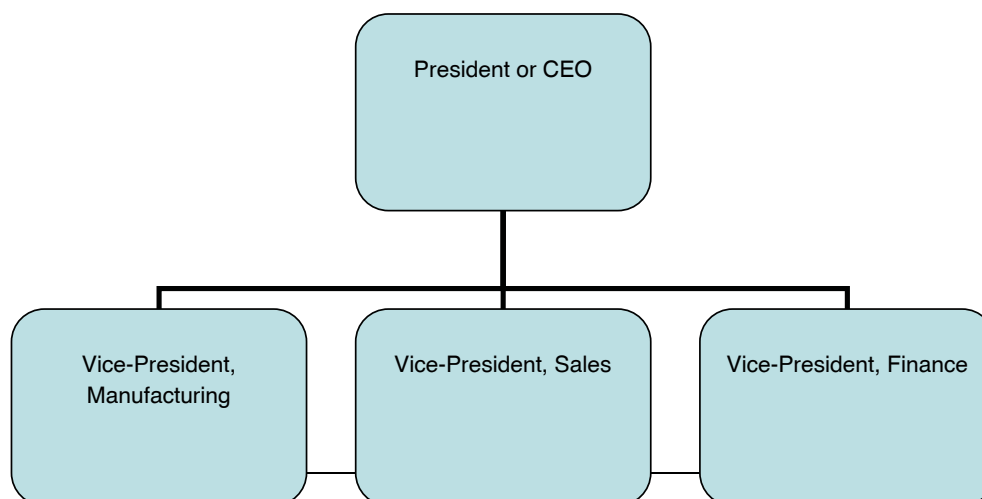 President or CEO
Vice-President,
Manufacturing
Vice-President, Sales
Vice-President, Finance